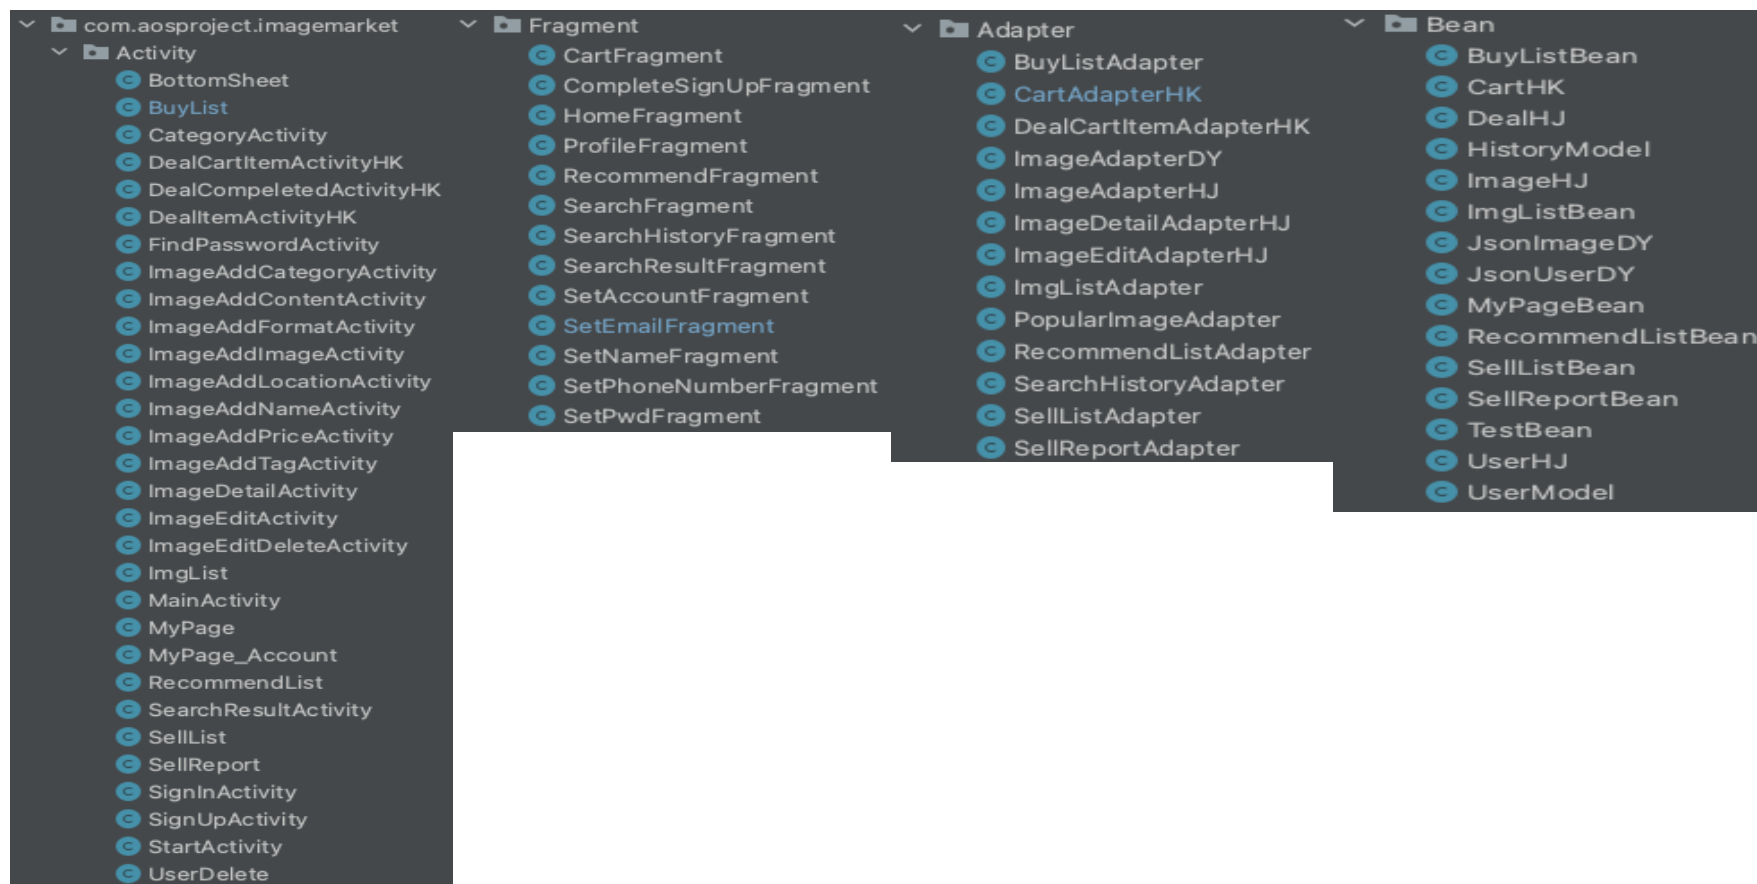 com.aosproject.imagemarket
Activity
BottomSheet
BuyList
CategoryActivity
DealCartItemActivityHK
DealCompeletedActivityHK
DealItemActivityHK
FindPasswordActivity
ImageAddCategoryActivity
ImageAddContentActivity
ImageAddFormatActivity
ImageAddImageActivity
ImageAddLocationActivity
ImageAddNameActivity
ImageAddPriceActivity
ImageAddTagActivity
ImageDetailActivity
ImageEditActivity
ImageEditDeleteActivity
ImgList
MainActivity
MyPage
MyPage_Account
RecommendList
SearchResultActivity
SellList
SellReport
SignInActivity
SignUpActivity
StartActivity
UserDelete
Fragment
CartFragment
CompleteSignUpFragment
HomeFragment
ProfileFragment
RecommendFragment
SearchFragment
SearchHistoryFragment
SearchResultFragment
SetAccountFragment
SetEmailFragment
SetNameFragment
SetPhoneNumberFragment
SetPwdFragment
Adapter
BuyListAdapter
CartAdapterHK
DealCartItemAdapterHK
ImageAdapterDY
ImageAdapterHJ
ImageDetailAdapterHJ
ImageEditAdapterHJ
ImgListAdapter
PopularImageAdapter
RecommendListAdapter
SearchHistoryAdapter
SellListAdapter
SellReportAdapter
Bean
BuyListBean
CartHK
DealHJ
HistoryModel
ImageHJ
ImgListBean
JsonImageDY
JsonUserDY
MyPageBean
RecommendListBean
SellListBean
SellReportBean
TestBean
UserHJ
UserModel